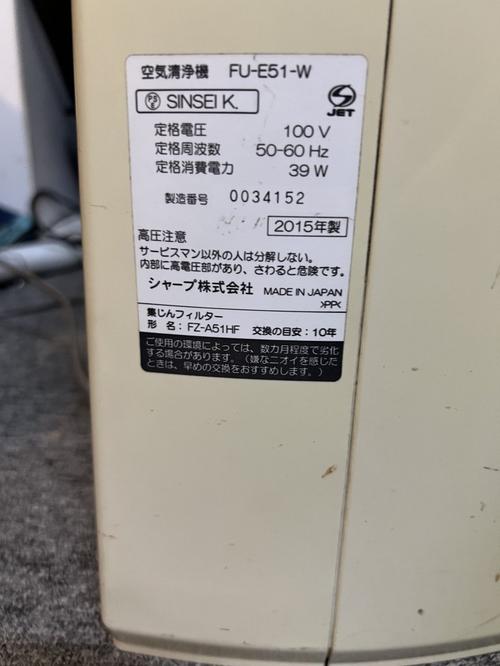 空気清浄機 FU-E51-W
PSE SINSEI K.
JET
定格電圧 100 V
定格周波数 50-60 Hz
定格消費電力 39 W
製造番号 0034152
2015年製
高圧注意
サービスマン以外の人は分解しない。
内部に高電圧部があり、さわると危険です。
シャープ株式会社 MADE IN JAPAN
>PP<
集じんフィルター
形 名: FZ-A51HF 交換の目安: 10年
ご使用の環境によっては、数カ月程度で劣化
する場合があります。(嫌なニオイを感じた
ときは、早めの交換をおすすめします。)